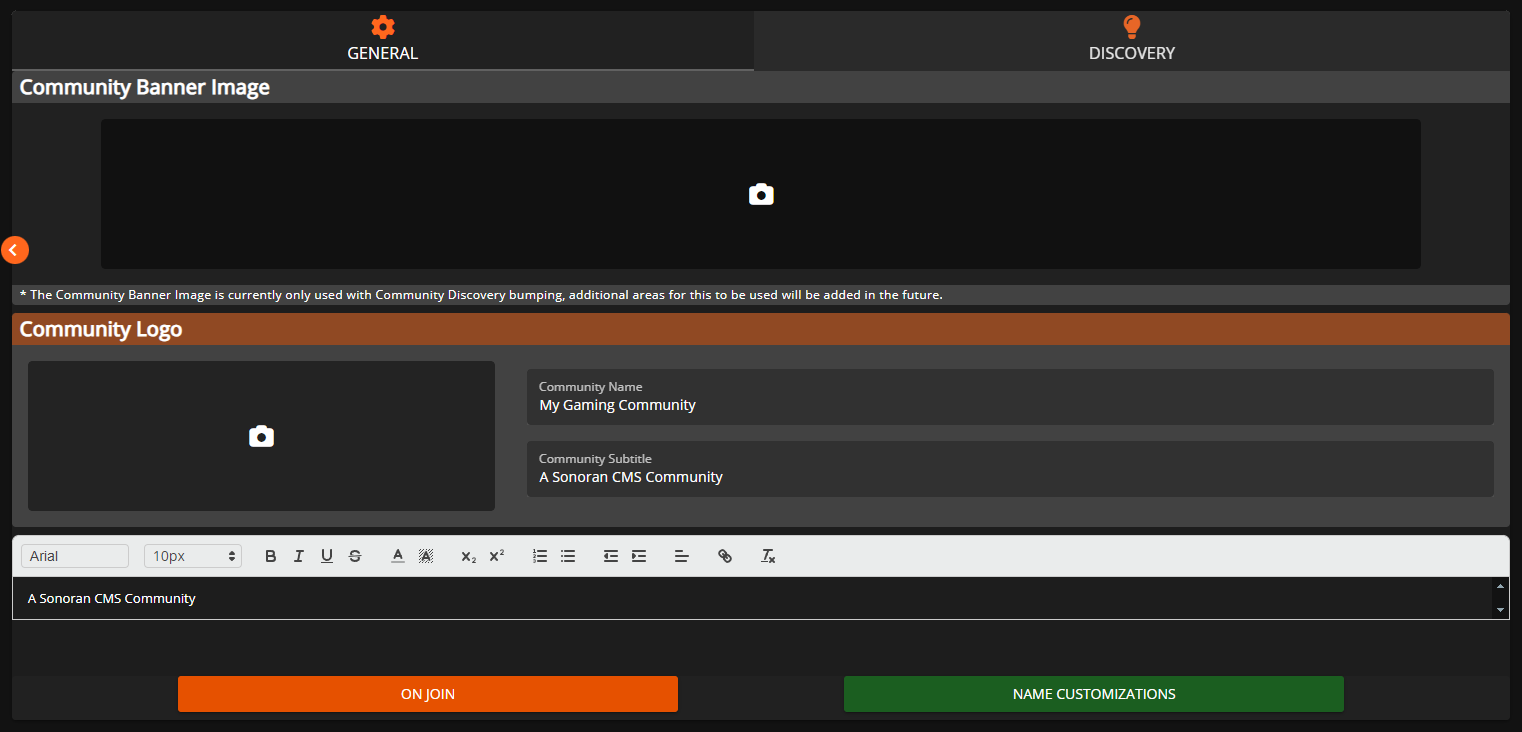 GENERAL
DISCOVERY
Community Banner Image
* The Community Banner Image is currently only used with Community Discovery bumping, additional areas for this to be used will be added in the future.
Community Logo
Community Name
My Gaming Community
Community Subtitle
A Sonoran CMS Community
Arial 10px B I U S A A X₂ X²
A Sonoran CMS Community
ON JOIN
NAME CUSTOMIZATIONS